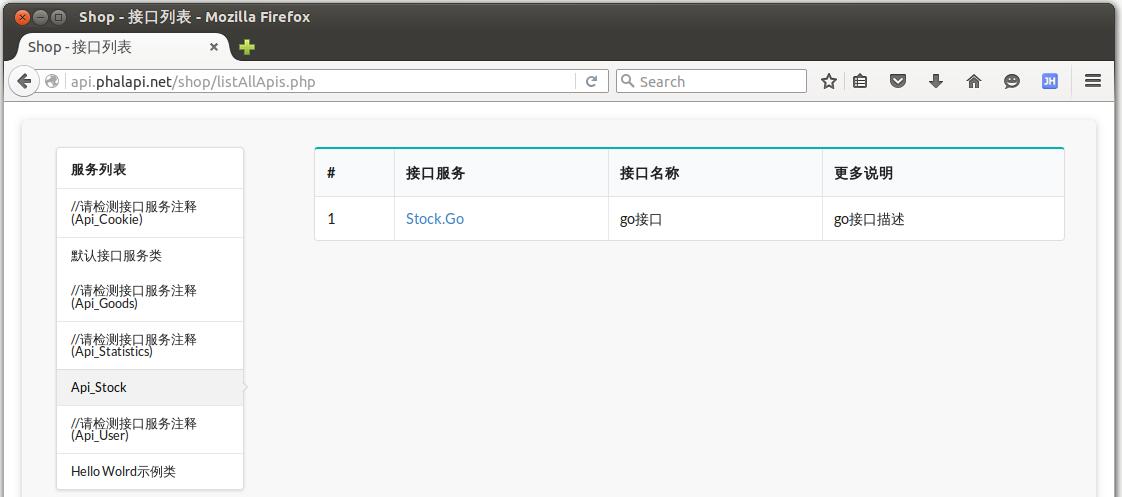 Shop - 接口列表 - Mozilla Firefox
Shop - 接口列表
api.phalapi.net/shop/listAllApis.php
Search
JH
服务列表
//请检测接口服务注释
(Api_Cookie)
默认接口服务类
//请检测接口服务注释
(Api_Goods)
//请检测接口服务注释
(Api_Statistics)
Api_Stock
//请检测接口服务注释
(Api_User)
Hello Wolrd示例类
# 接口服务 接口名称 更多说明
1 Stock.Go go接口 go接口描述